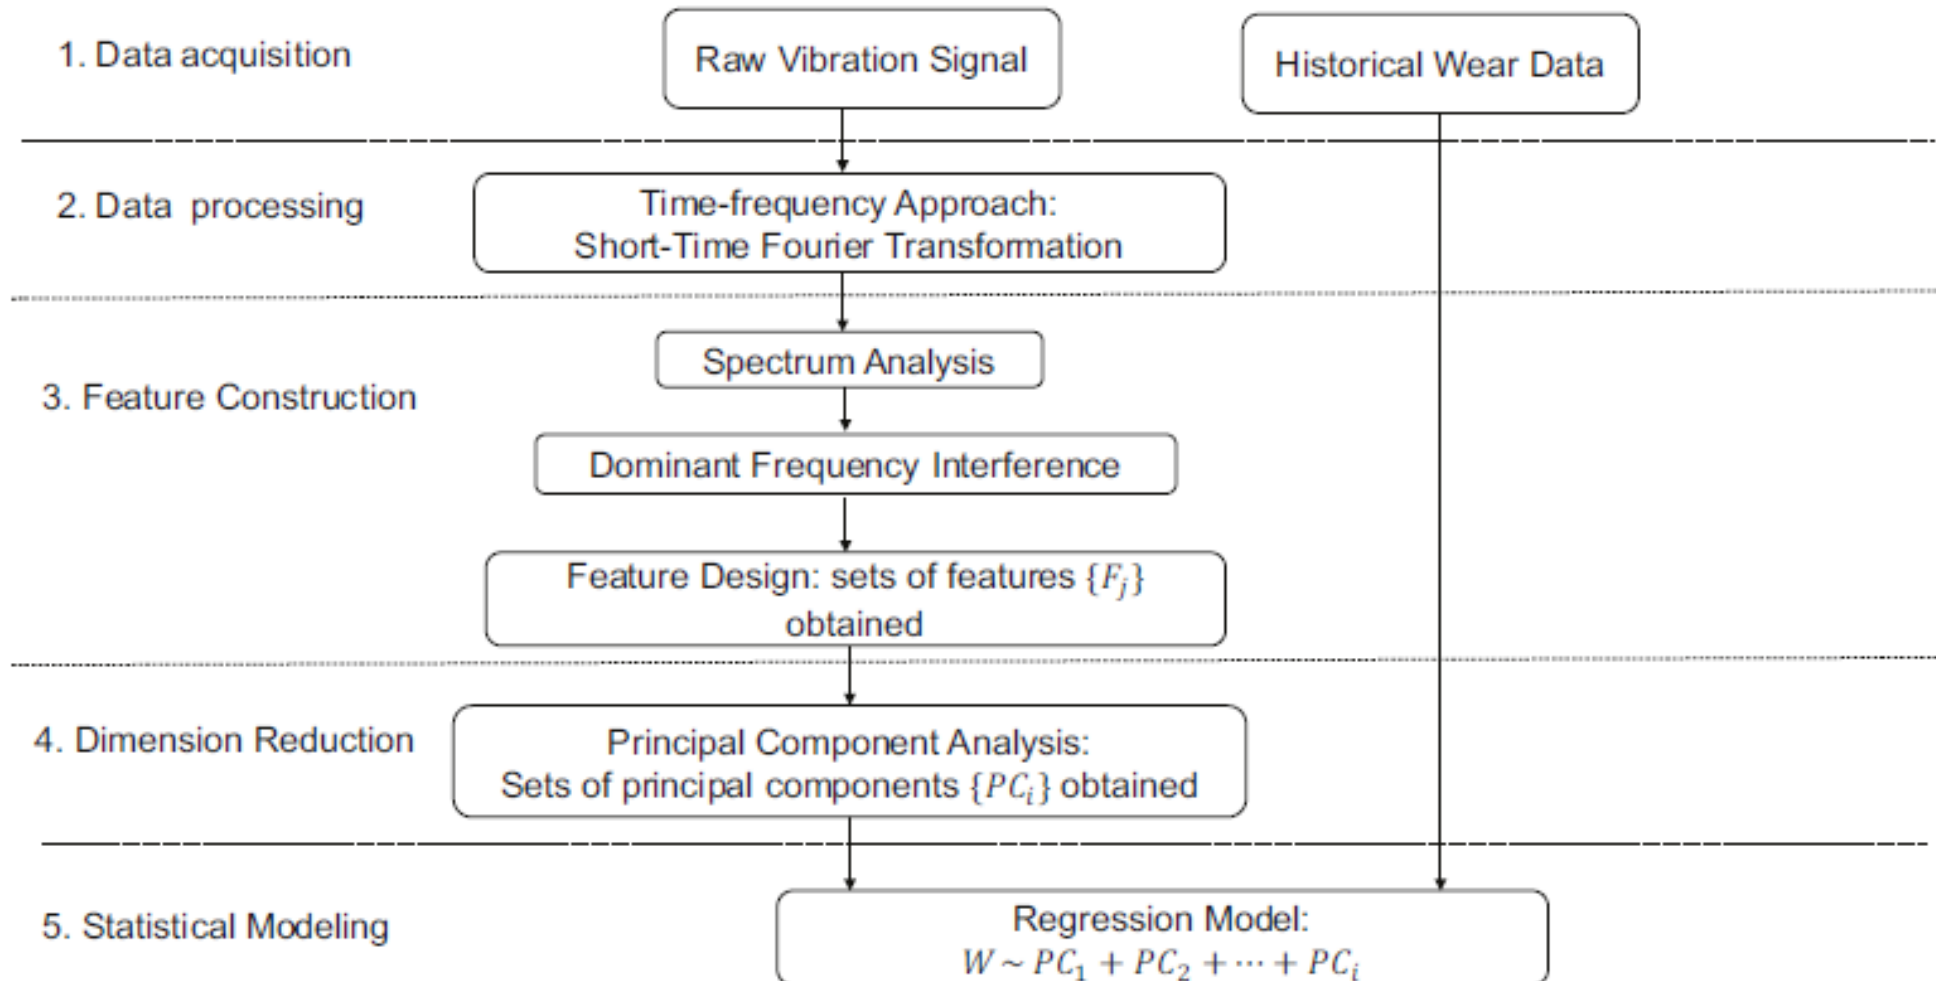 1. Data acquisition
Raw Vibration Signal
Historical Wear Data
2. Data processing
Time-frequency Approach:
Short-Time Fourier Transformation
Spectrum Analysis
3. Feature Construction
Dominant Frequency Interference
Feature Design: sets of features {F_j}
obtained
4. Dimension Reduction
Principal Component Analysis:
Sets of principal components {PC_i} obtained
5. Statistical Modeling
Regression Model:
W ~ PC_1 + PC_2 + ··· + PC_i